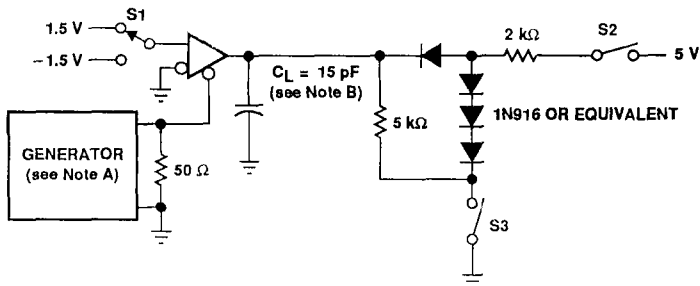 S1
1.5 V
– 1.5 V
2 kΩ
S2
5 V
CL = 15 pF
(see Note B)
5 kΩ
1N916 OR EQUIVALENT
GENERATOR
(see Note A)
50 Ω
S3